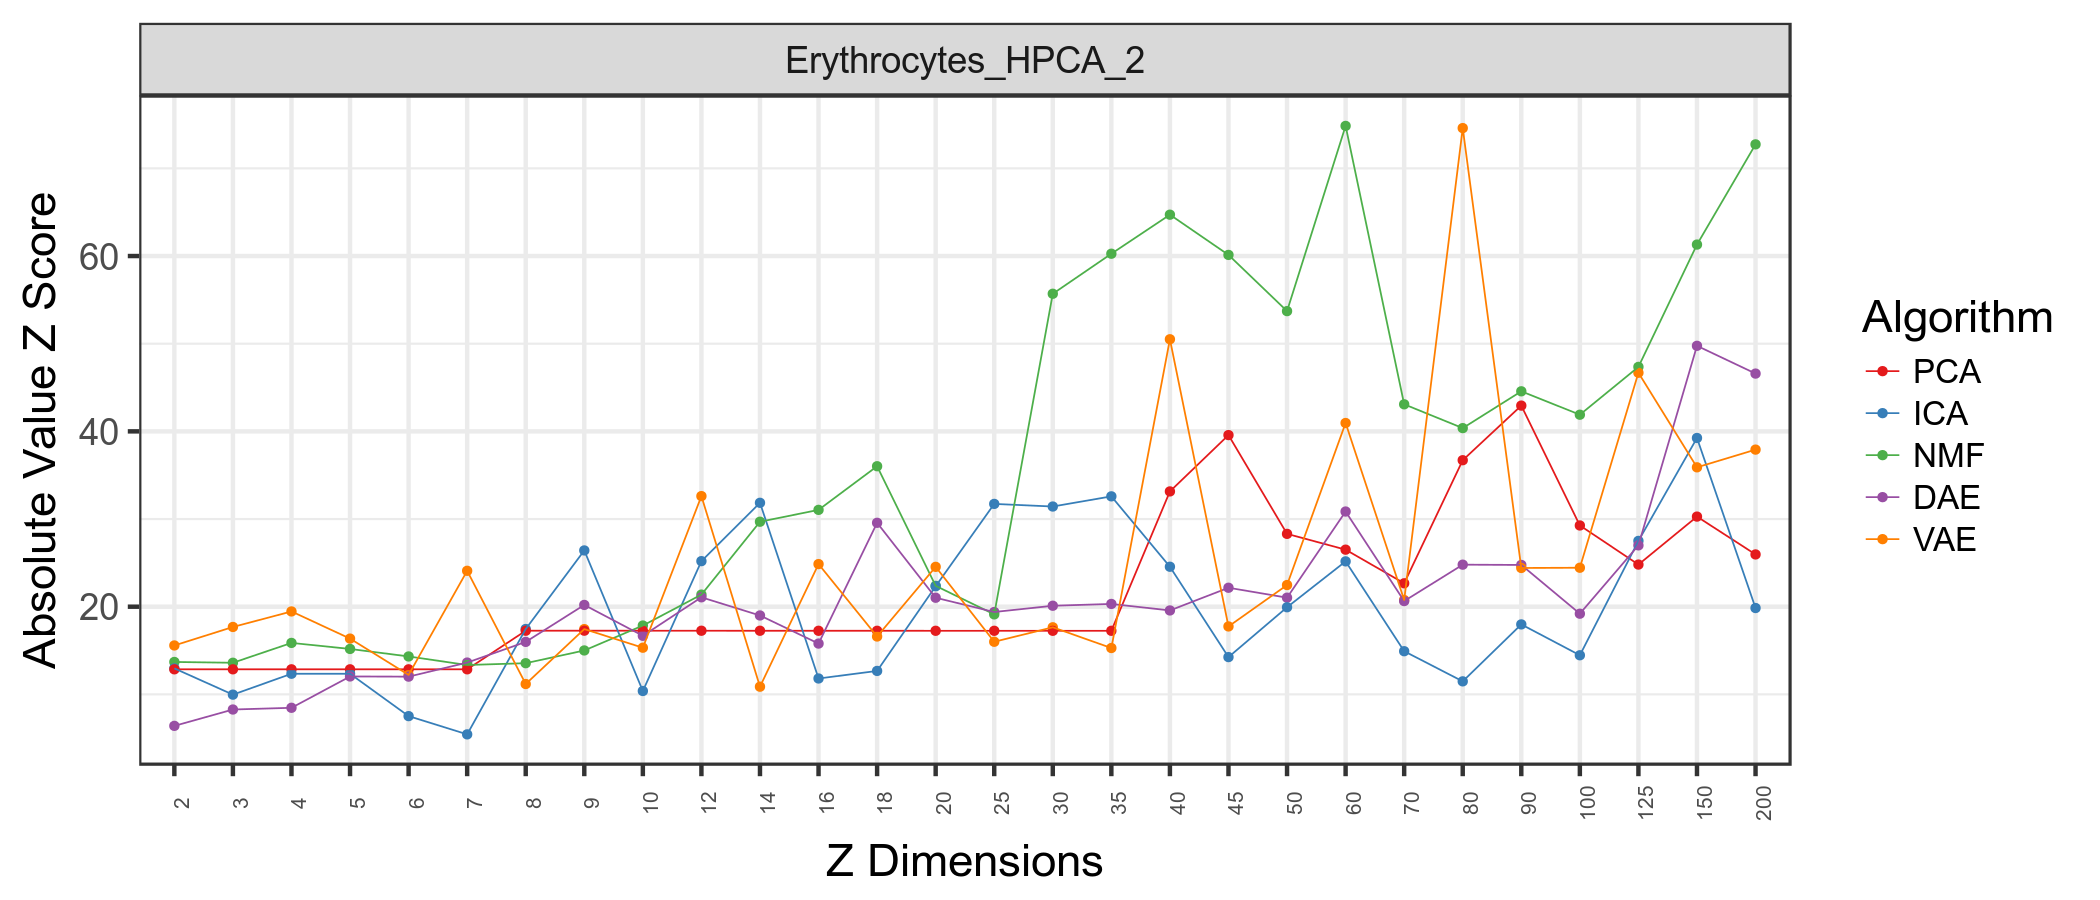 Erythrocytes_HPCA_2
Absolute Value Z Score
60
40
20
2 3 4 5 6 7 8 9 10 12 14 16 18 20 25 30 35 40 45 50 60 70 80 90 100 125 150 200
Z Dimensions
Algorithm
PCA
ICA
NMF
DAE
VAE